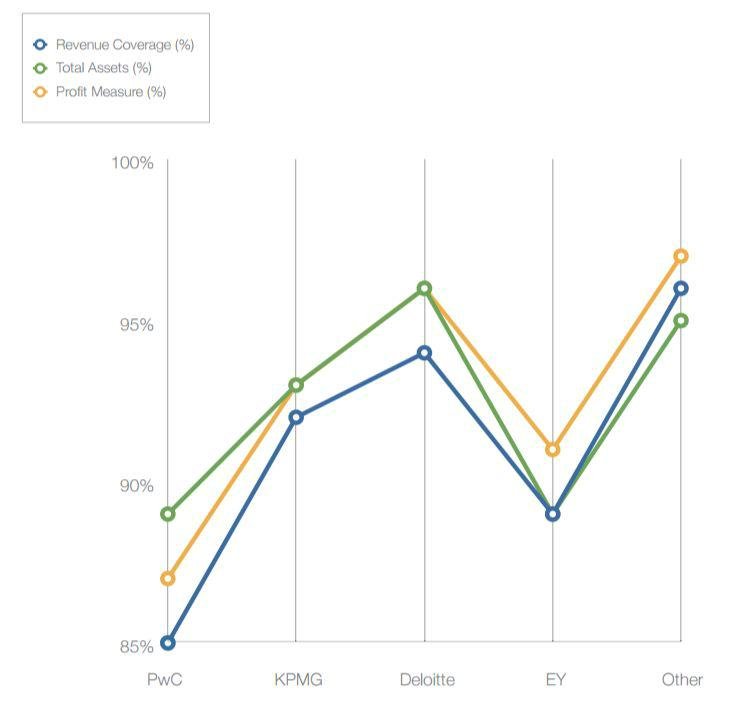 Revenue Coverage (%)
Total Assets (%)
Profit Measure (%)
100%
95%
90%
85%
PwC KPMG Deloitte EY Other